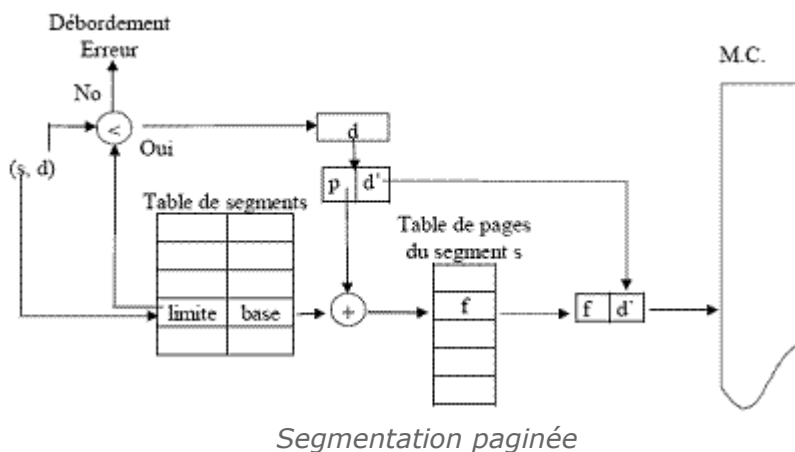 Débordement
Erreur
M.C.
No
<
Oui
d
(s, d)
p d'
Table de segments
Table de pages
du segment s
limite base
+
f
f d'
Segmentation paginée